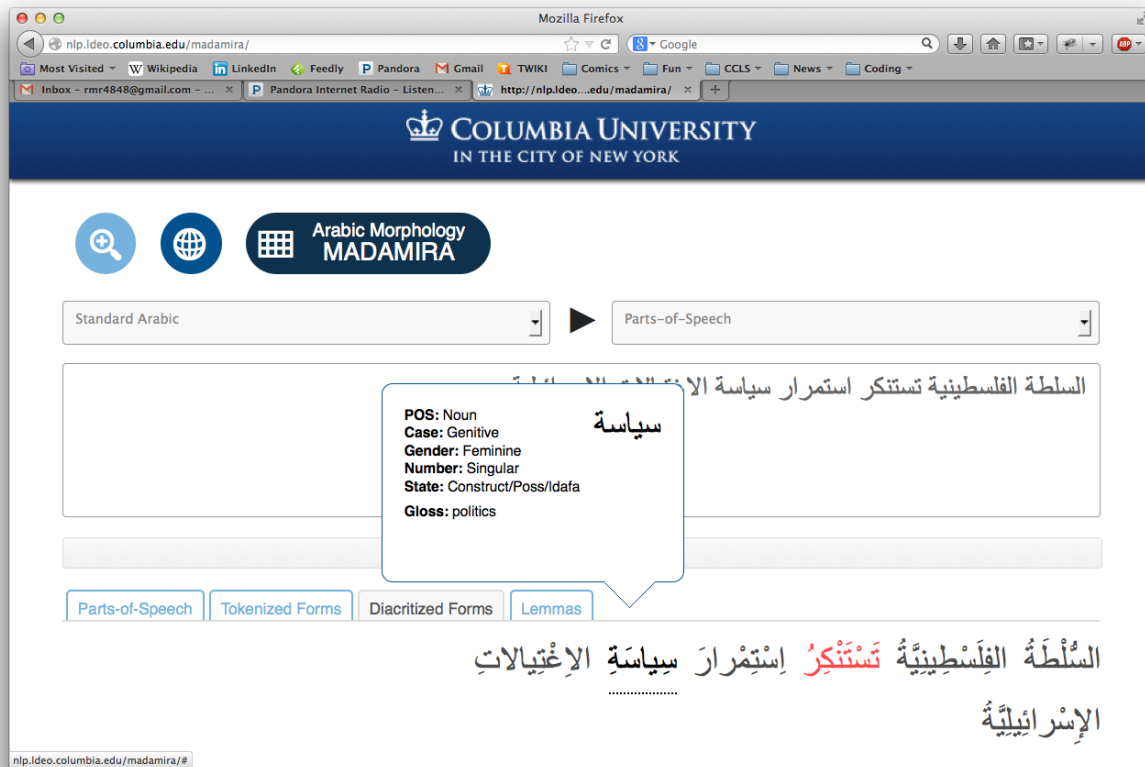 Mozilla Firefox
nlp.ldeo.columbia.edu/madamira/
Google
Most Visited Wikipedia LinkedIn Feedly Pandora Gmail TWIKI Comics Fun CCLS News Coding
Inbox – rmr4848@gmail.com – ... Pandora Internet Radio – Listen... http://nlp.ldeo....edu/madamira/
COLUMBIA UNIVERSITY
IN THE CITY OF NEW YORK
Arabic Morphology
MADAMIRA
Standard Arabic
Parts-of-Speech
السلطة الفلسطينية تستنكر استمرار سياسة
سياسة
POS: Noun
Case: Genitive
Gender: Feminine
Number: Singular
State: Construct/Poss/Idafa
Gloss: politics
Parts-of-Speech Tokenized Forms Diacritized Forms Lemmas
السُّلْطَةُ الفِلَسْطِينِيَّةُ تَسْتَنْكِرُ اِسْتِمْرارَ سِياسَةِ الاِغْتِيالاتِ
الإِسْرائِيلِيَّةُ
nlp.ldeo.columbia.edu/madamira/#